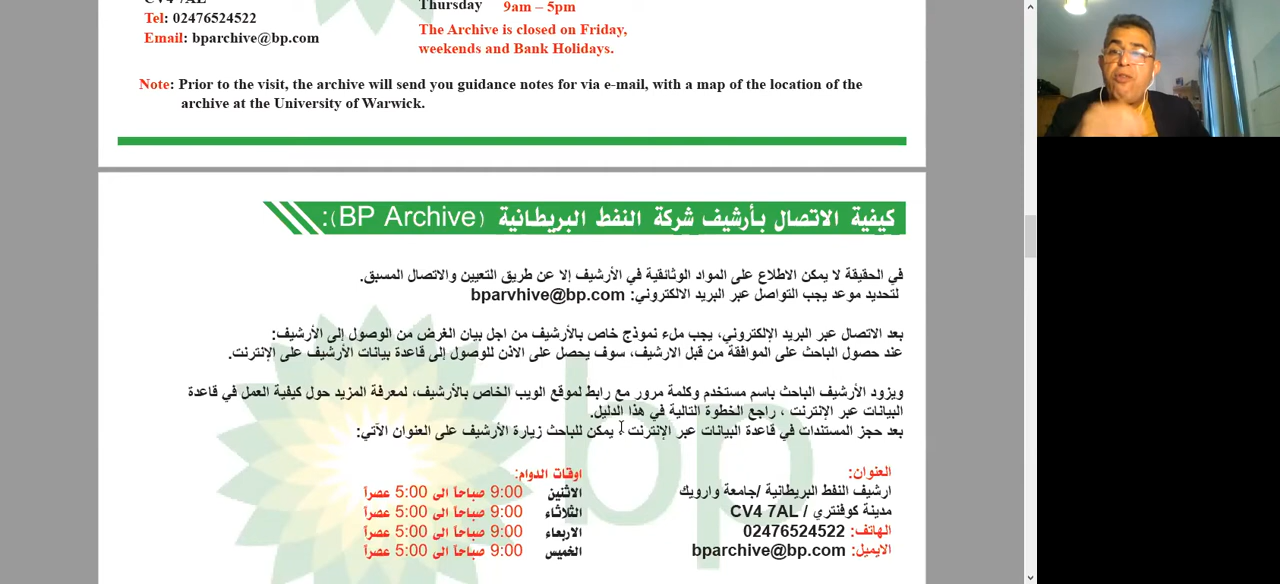 CV4 7AL
Tel: 02476524522
Email: bparchive@bp.com
Thursday 9am – 5pm
The Archive is closed on Friday,
weekends and Bank Holidays.
Note: Prior to the visit, the archive will send you guidance notes for via e-mail, with a map of the location of the
archive at the University of Warwick.
كيفية الاتصال بأرشيف شركة النفط البريطانية (BP Archive):
في الحقيقة لا يمكن الاطلاع على المواد الوثائقية في الأرشيف إلا عن طريق التعيين والاتصال المسبق.
لتحديد موعد يجب التواصل عبر البريد الالكتروني: bparvhive@bp.com
بعد الاتصال عبر البريد الإلكتروني، يجب ملء نموذج خاص بالأرشيف من اجل بيان الغرض من الوصول إلى الأرشيف:
عند حصول الباحث على الموافقة من قبل الارشيف، سوف يحصل على الاذن للوصول إلى قاعدة بيانات الأرشيف على الإنترنت.
ويزود الأرشيف الباحث باسم مستخدم وكلمة مرور مع رابط لموقع الويب الخاص بالأرشيف، لمعرفة المزيد حول كيفية العمل في قاعدة
البيانات عبر الإنترنت ، راجع الخطوة التالية في هذا الدليل.
بعد حجز المستندات في قاعدة البيانات عبر الإنترنت ، يمكن للباحث زيارة الأرشيف على العنوان الآتي:
العنوان:
ارشيف النفط البريطانية /جامعة وارويك
مدينة كوفنتري / CV4 7AL
الهاتف: 02476524522
الايميل: bparchive@bp.com
اوقات الدوام:
الاثنين 9:00 صباحاً الى 5:00 عصراً
الثلاثاء 9:00 صباحاً الى 5:00 عصراً
الاربعاء 9:00 صباحاً الى 5:00 عصراً
الخميس 9:00 صباحاً الى 5:00 عصراً
bp